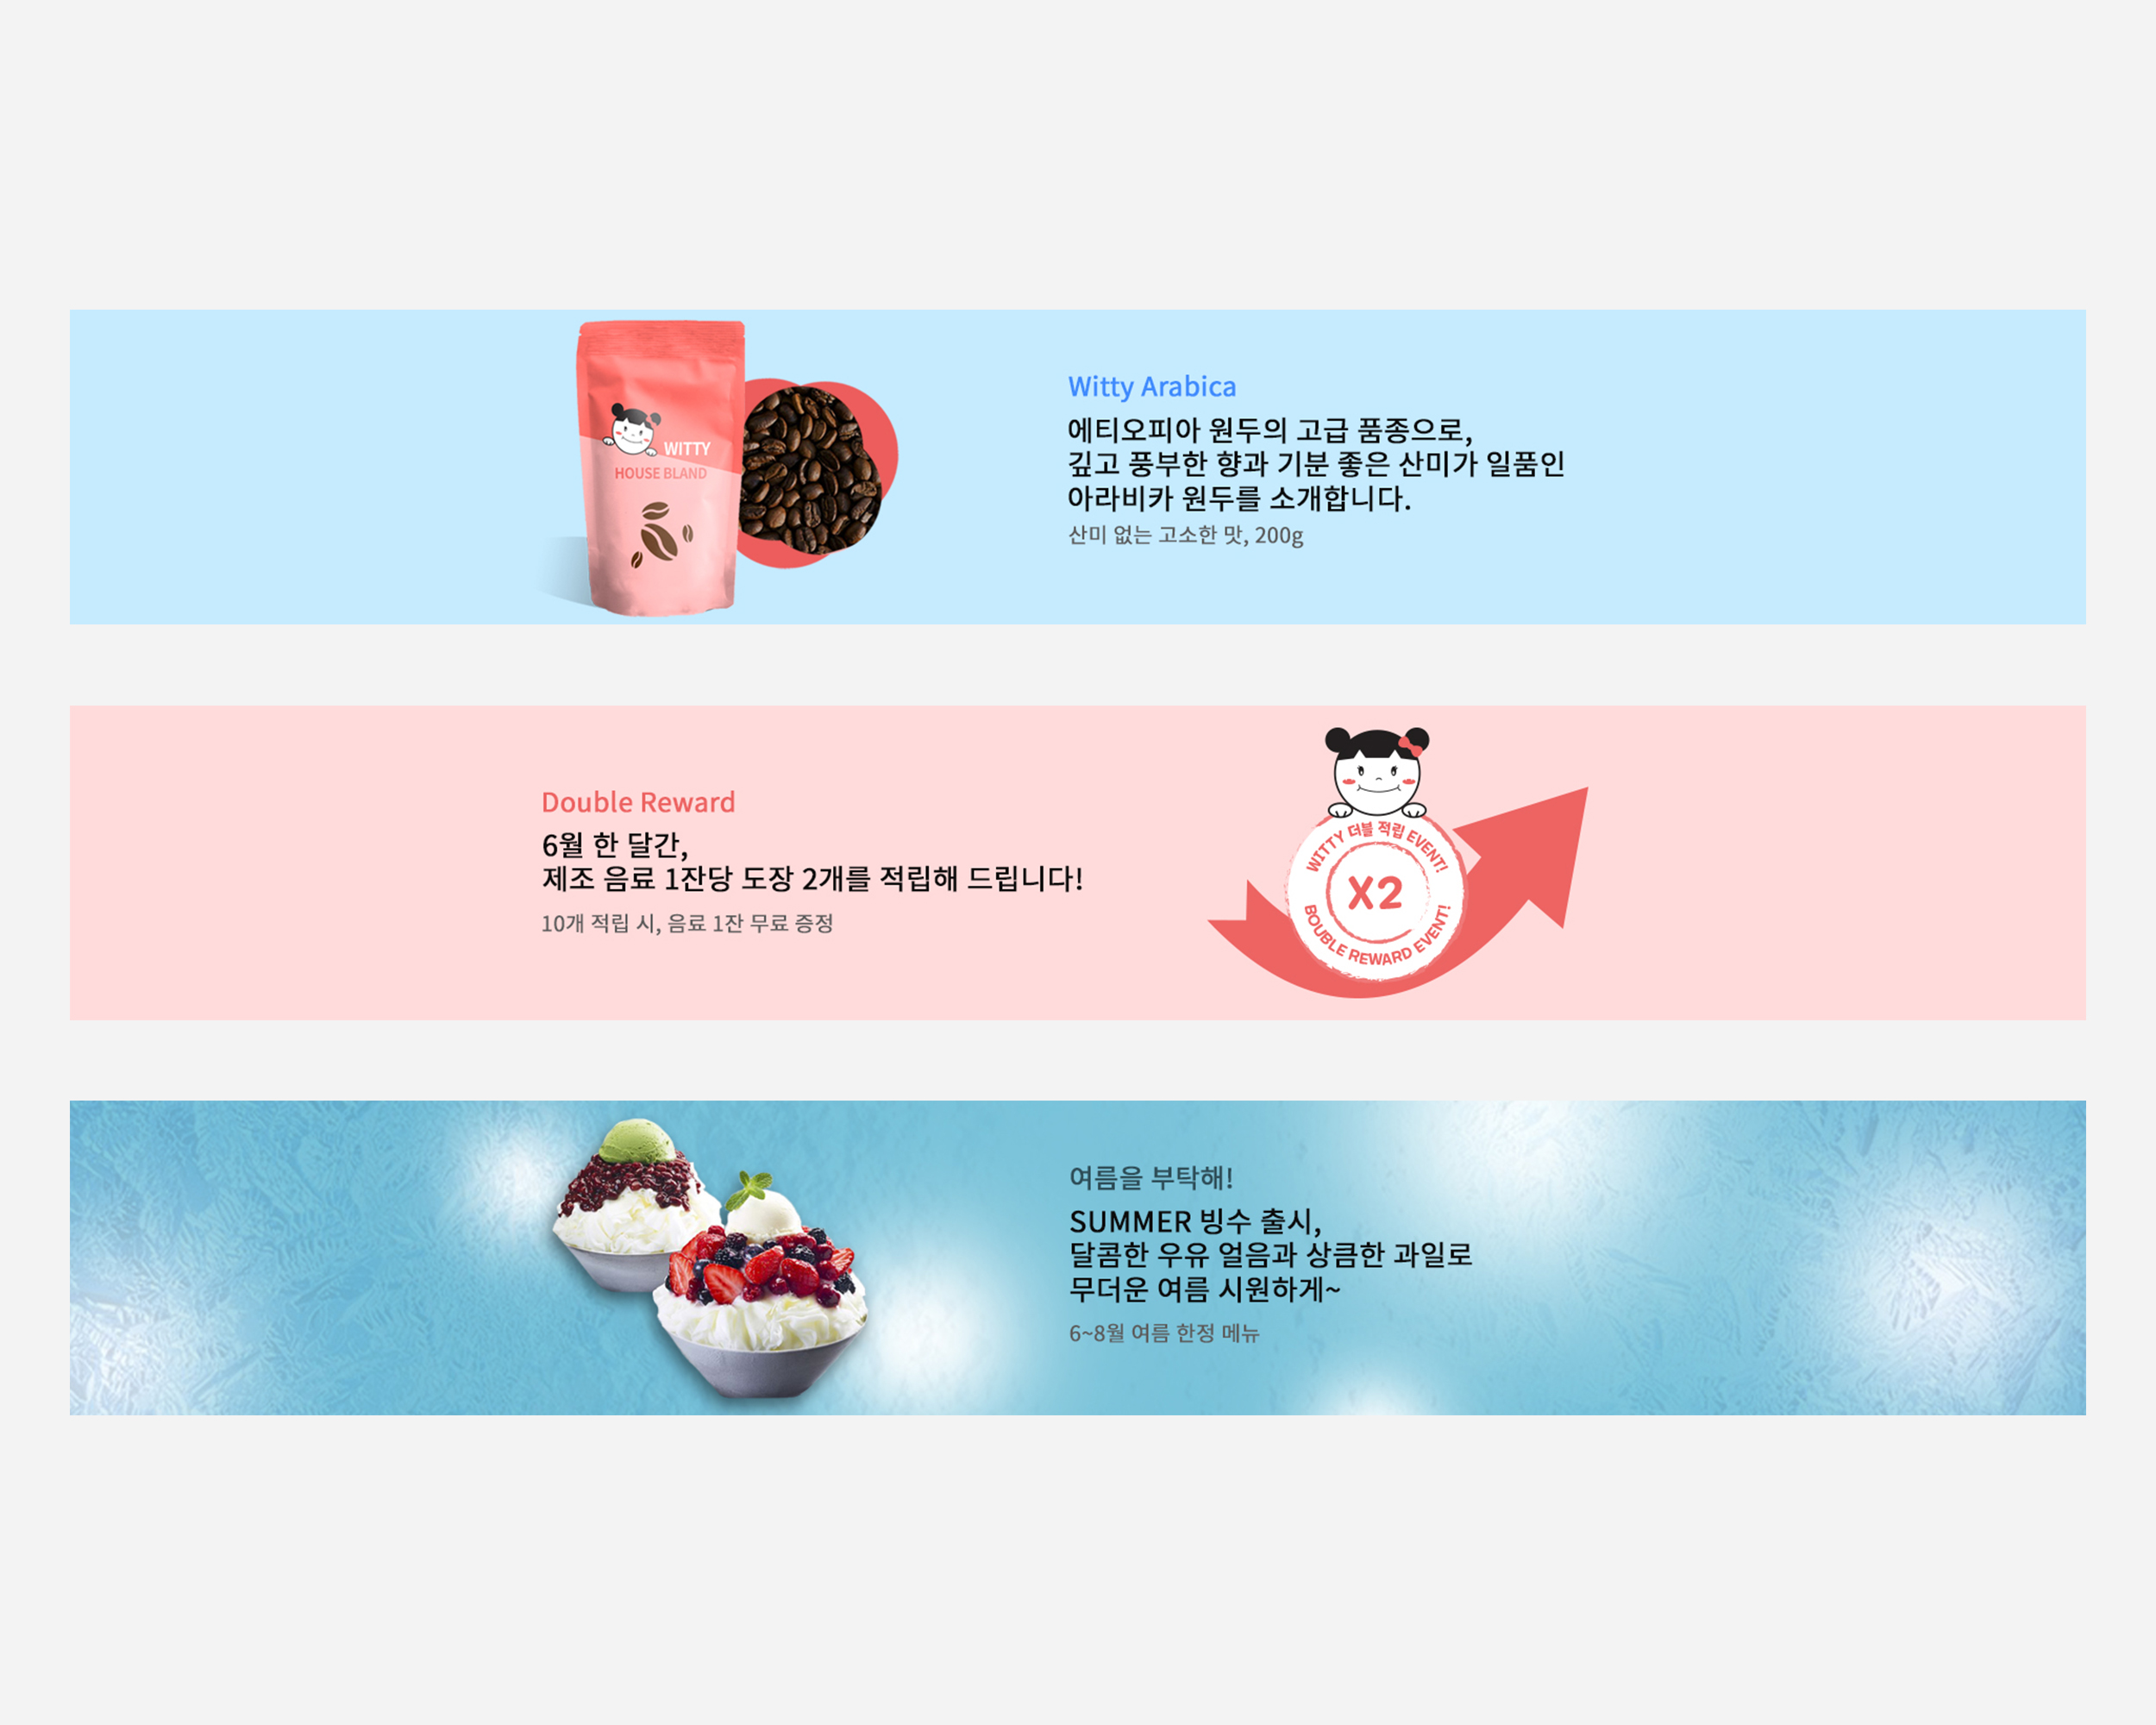 WITTY
HOUSE BLAND
Witty Arabica
에티오피아 원두의 고급 품종으로,
깊고 풍부한 향과 기분 좋은 산미가 일품인
아라비카 원두를 소개합니다.
산미 없는 고소한 맛, 200g
Double Reward
6월 한 달간,
제조 음료 1잔당 도장 2개를 적립해 드립니다!
10개 적립 시, 음료 1잔 무료 증정
WITTY 더블 적립 EVENT!
X2
BOUBLE REWARD EVENT!
여름을 부탁해!
SUMMER 빙수 출시,
달콤한 우유 얼음과 상큼한 과일로
무더운 여름 시원하게~
6~8월 여름 한정 메뉴